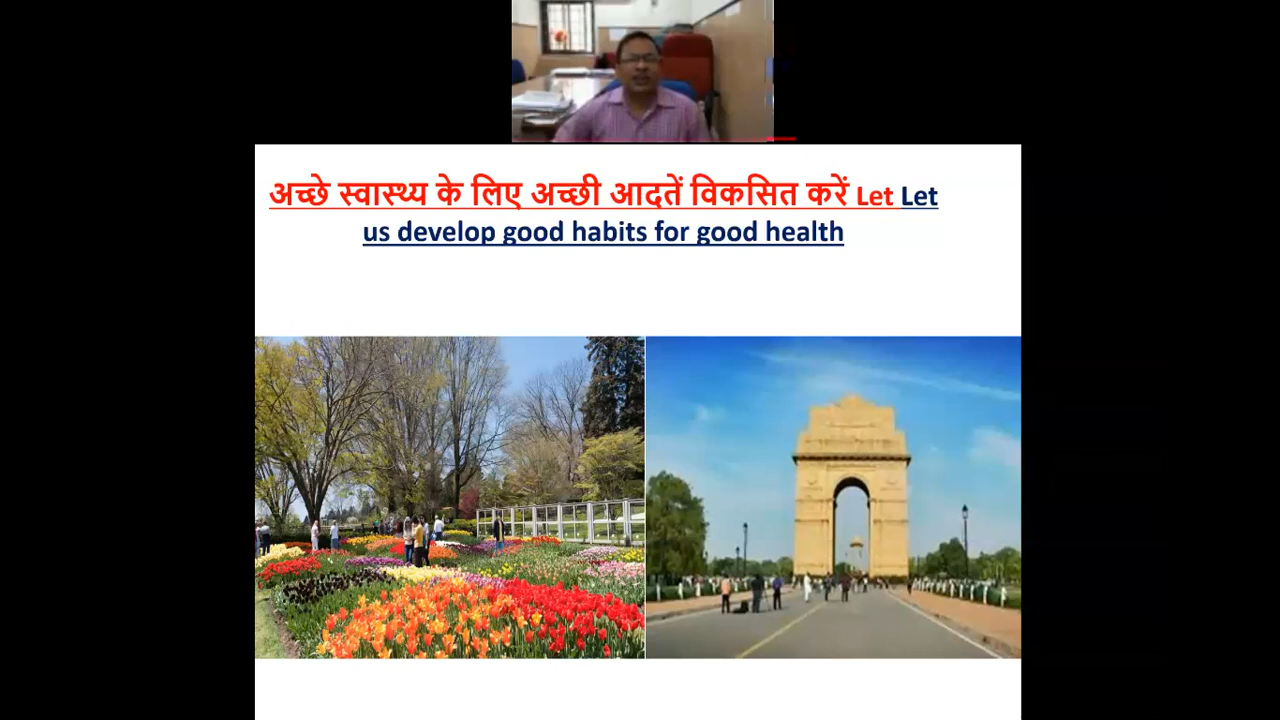 अच्छे स्वास्थ्य के लिए अच्छी आदतें विकसित करें Let Let
us develop good habits for good health